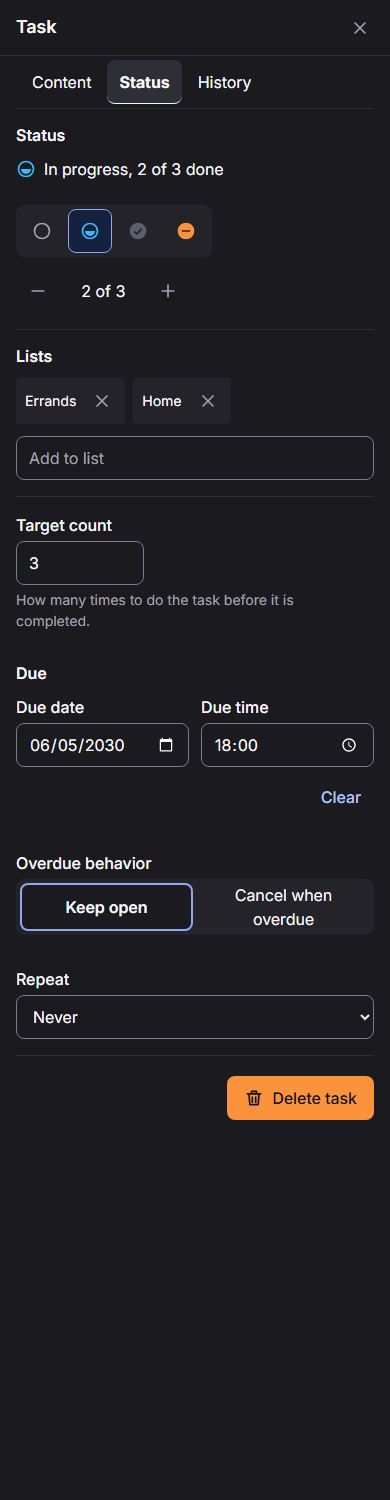 Task
Content Status History
Status
In progress, 2 of 3 done
2 of 3
Lists
Errands Home
Add to list
Target count
3
How many times to do the task before it is
completed.
Due
Due date Due time
06/05/2030 18:00
Clear
Overdue behavior
Keep open
Cancel when
overdue
Repeat
Never
Delete task